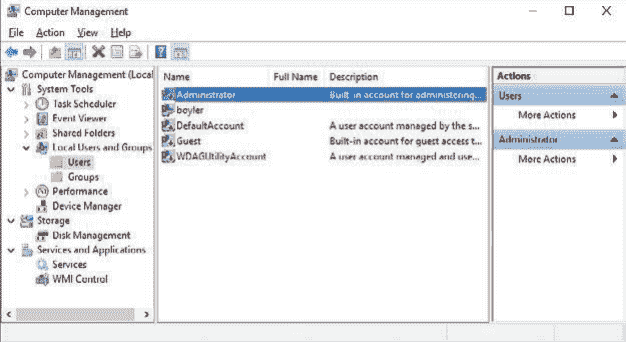 Computer Management
File Action View Help
Computer Management (Local
System Tools
Task Scheduler
Event Viewer
Shared Folders
Local Users and Groups
Users
Groups
Performance
Device Manager
Storage
Disk Management
Services and Applications
Services
WMI Control
Name Full Name Description
Administrator Built-in account for administering...
boyler
DefaultAccount A user account managed by the s...
Guest Built-in account for guest access t...
WDAGUtilityAccount A user account managed and use...
Actions
Users
More Actions
Administrator
More Actions